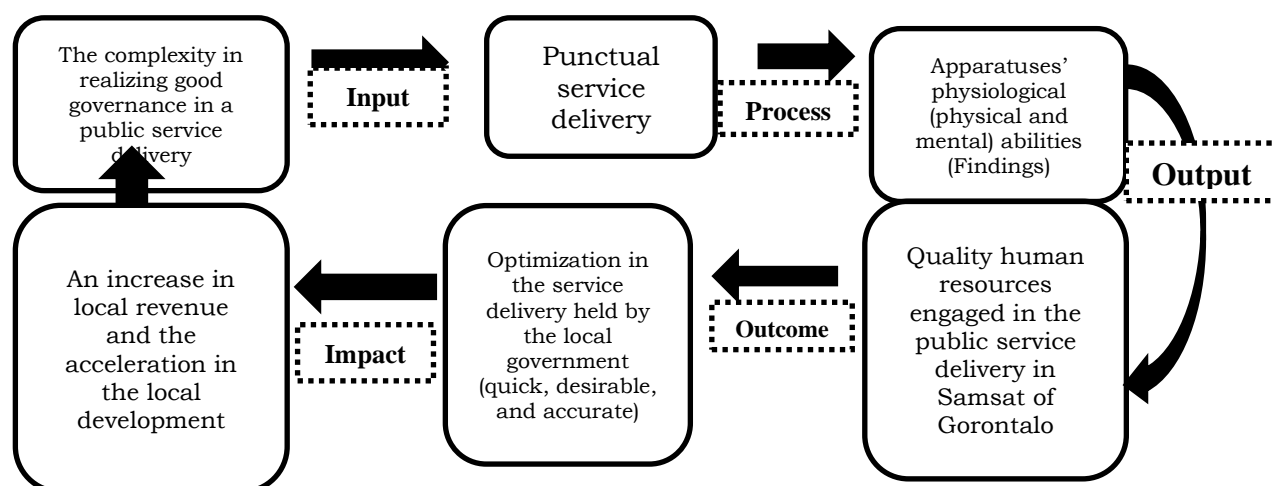 The complexity in
realizing good
governance in a
public service
delivery
Input
Punctual
service
delivery
Process
Apparatuses’
physiological
(physical and
mental) abilities
(Findings)
Output
Quality human
resources
engaged in the
public service
delivery in
Samsat of
Gorontalo
Outcome
Optimization in
the service
delivery held by
the local
government
(quick, desirable,
and accurate)
Impact
An increase in
local revenue
and the
acceleration in
the local
development